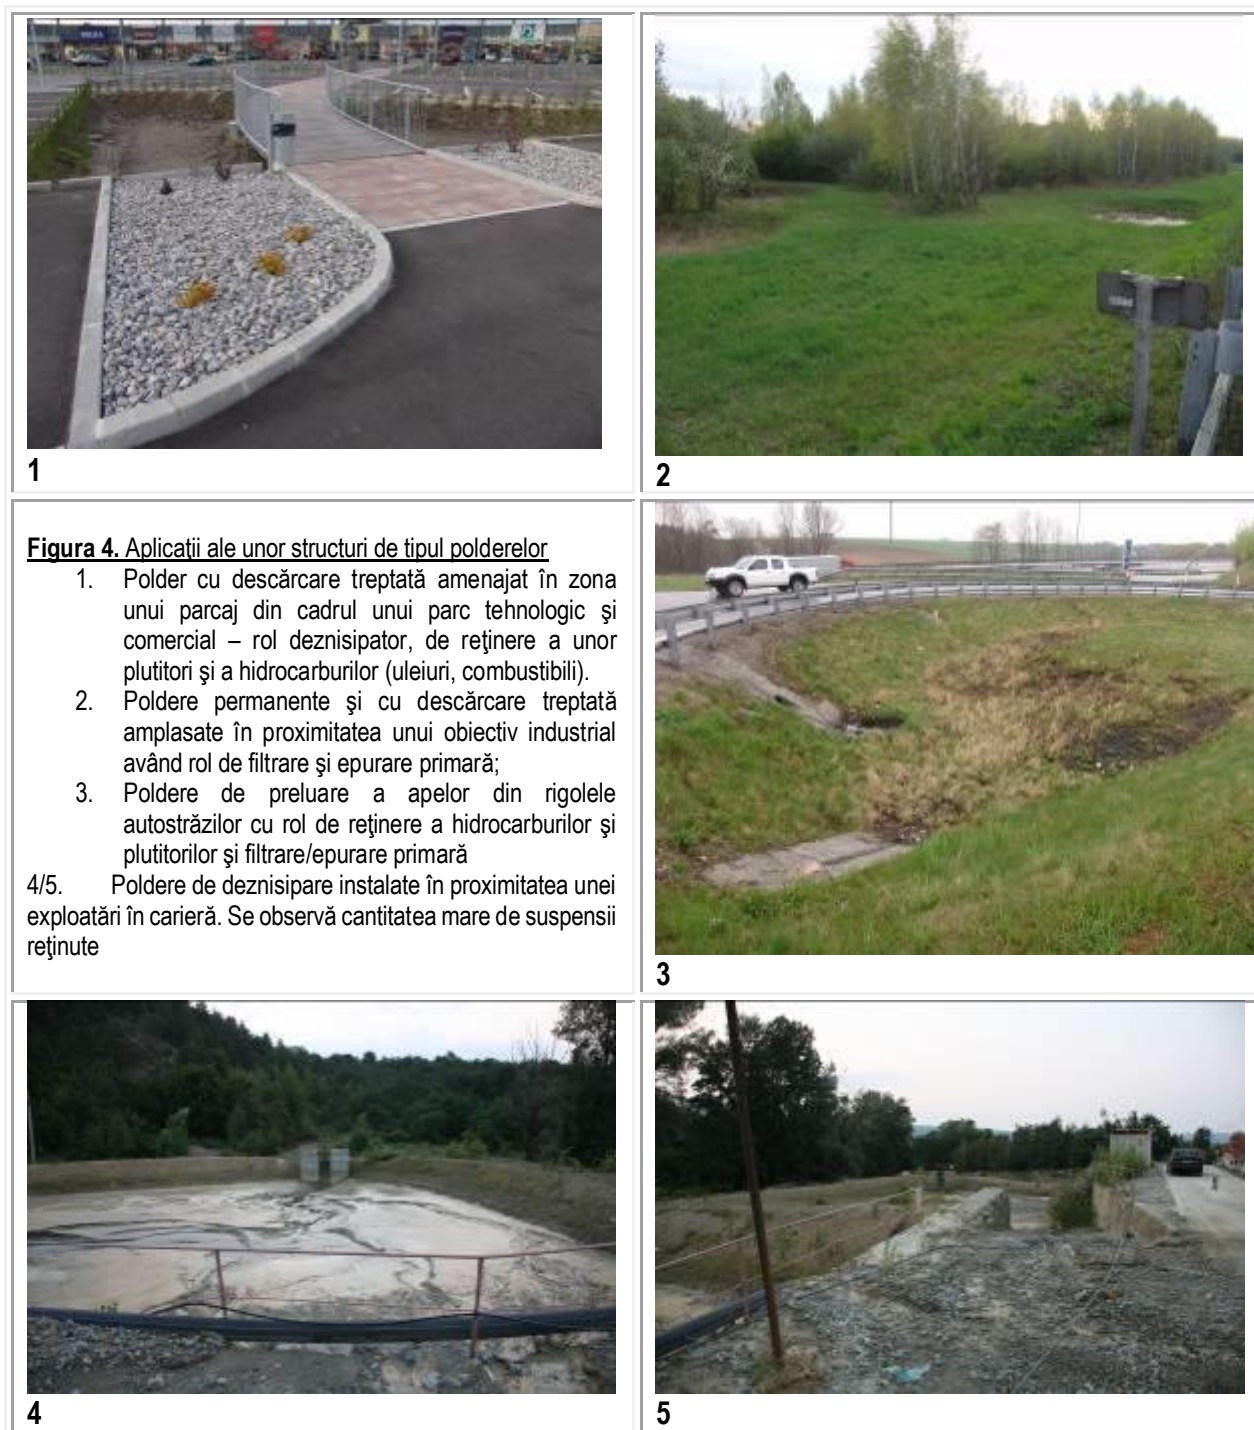 1
2
Figura 4. Aplicaţii ale unor structuri de tipul polderelor
1. Polder cu descărcare treptată amenajat în zona
unui parcaj din cadrul unui parc tehnologic şi
comercial – rol deznisipator, de reţinere a unor
plutitori şi a hidrocarburilor (uleiuri, combustibili).
2. Poldere permanente şi cu descărcare treptată
amplasate în proximitatea unui obiectiv industrial
având rol de filtrare şi epurare primară;
3. Poldere de preluare a apelor din rigolele
autostrăzilor cu rol de reţinere a hidrocarburilor şi
plutitorilor şi filtrare/epurare primară
4/5. Poldere de deznisipare instalate în proximitatea unei
exploatări în carieră. Se observă cantitatea mare de suspensii
reţinute
3
4
5